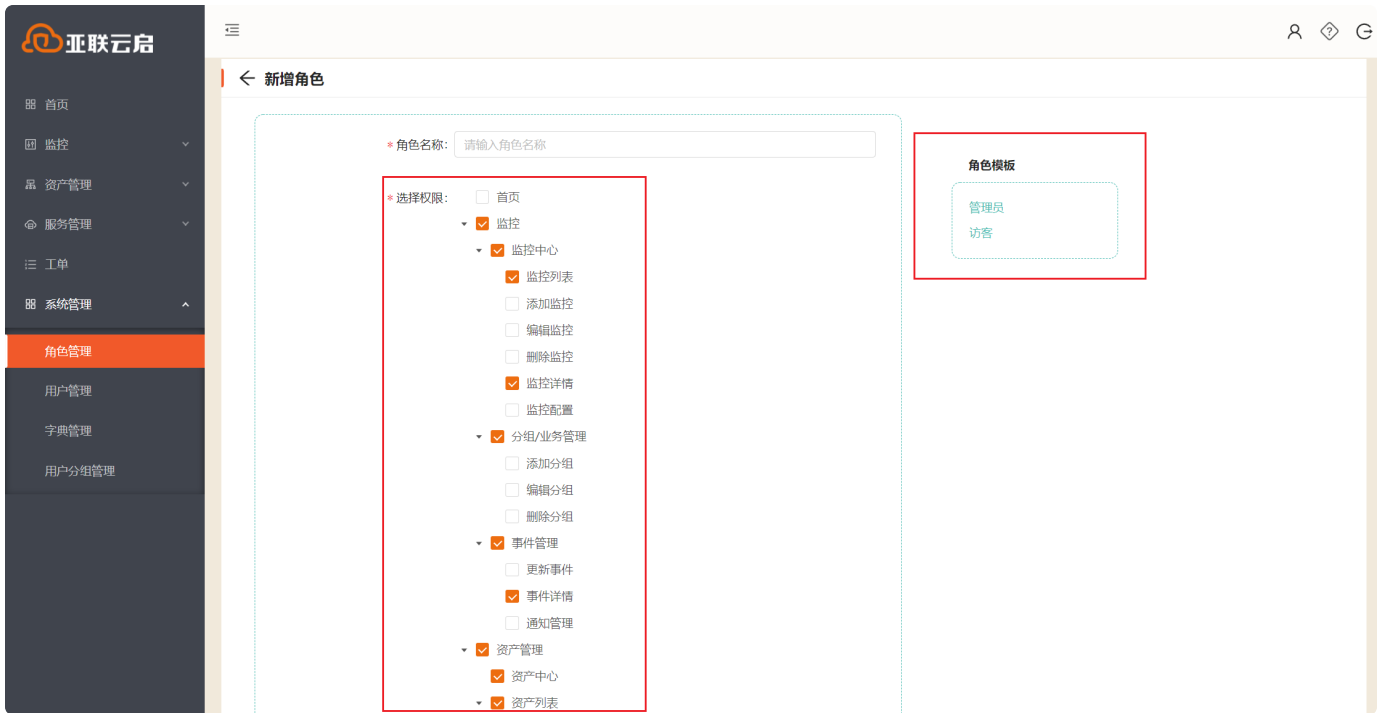 亚联云启
首页
监控
资产管理
服务管理
工单
系统管理
角色管理
用户管理
字典管理
用户分组管理
新增角色
*角色名称: 请输入角色名称
*选择权限: 首页
监控
监控中心
监控列表
添加监控
编辑监控
删除监控
监控详情
监控配置
分组/业务管理
添加分组
编辑分组
删除分组
事件管理
更新事件
事件详情
通知管理
资产管理
资产中心
资产列表
角色模板
管理员
访客